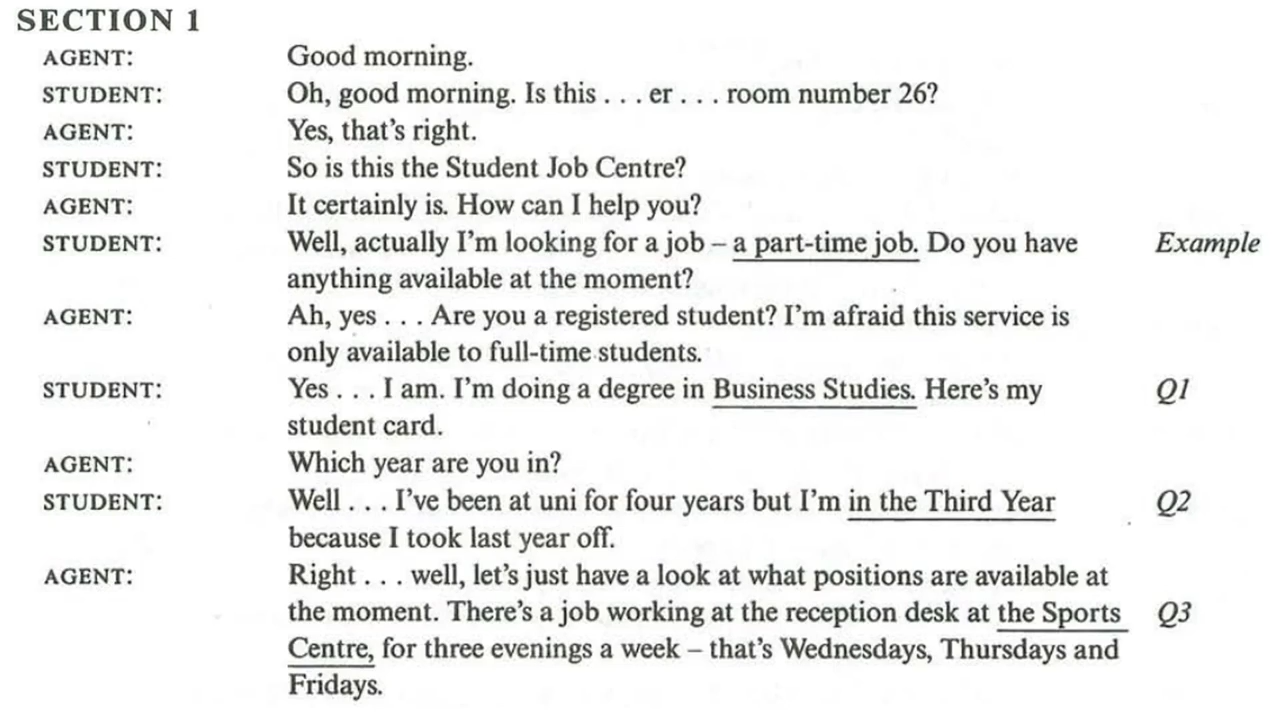 SECTION 1
AGENT: Good morning.
STUDENT: Oh, good morning. Is this . . . er . . . room number 26?
AGENT: Yes, that's right.
STUDENT: So is this the Student Job Centre?
AGENT: It certainly is. How can I help you?
STUDENT: Well, actually I'm looking for a job – a part-time job. Do you have Example
anything available at the moment?
AGENT: Ah, yes . . . Are you a registered student? I'm afraid this service is
only available to full-time students.
STUDENT: Yes . . . I am. I'm doing a degree in Business Studies. Here's my Q1
student card.
AGENT: Which year are you in?
STUDENT: Well . . . I've been at uni for four years but I'm in the Third Year Q2
because I took last year off.
AGENT: Right . . . well, let's just have a look at what positions are available at
the moment. There's a job working at the reception desk at the Sports Q3
Centre, for three evenings a week – that's Wednesdays, Thursdays and
Fridays.